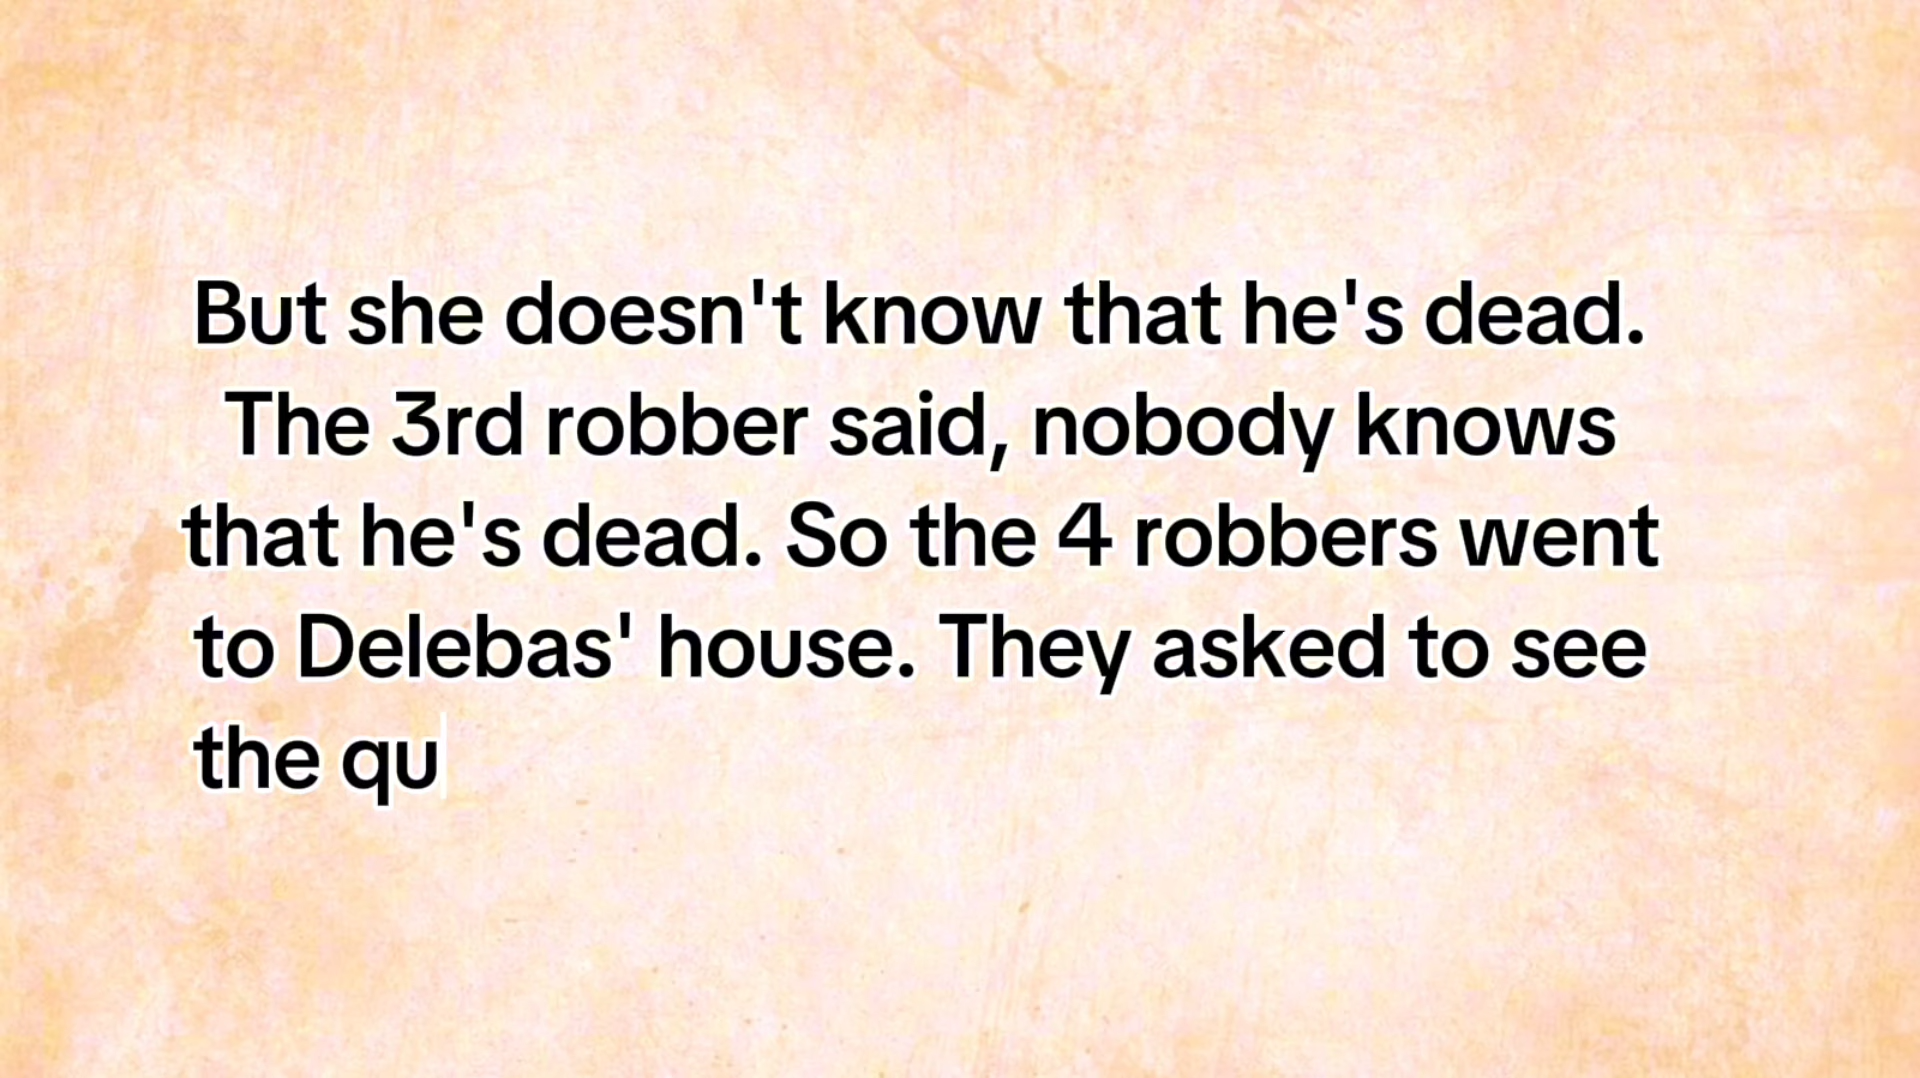 But she doesn't know that he's dead.
The 3rd robber said, nobody knows
that he's dead. So the 4 robbers went
to Delebas' house. They asked to see
the qu